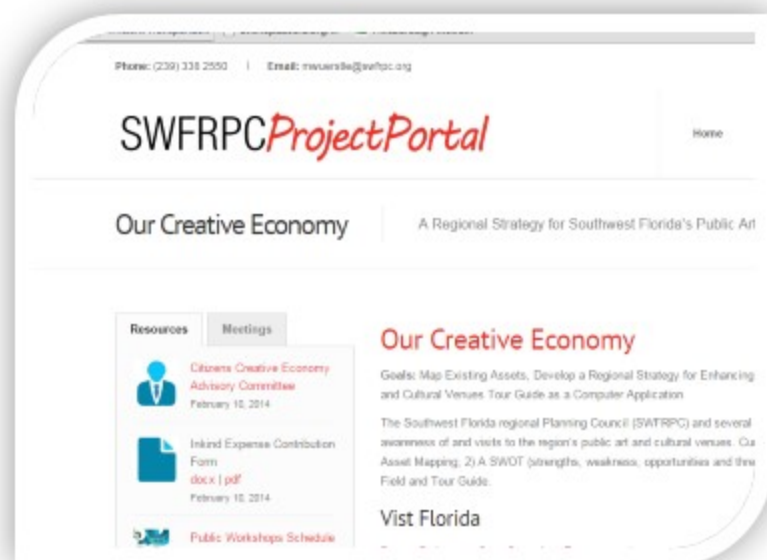 Phone: (239) 338 2550 | Email: mwuerstle@swfrpc.org
SWFRPCProjectPortal
Home
Our Creative Economy
A Regional Strategy for Southwest Florida's Public Art
Resources
Meetings
Citizens Creative Economy
Advisory Committee
February 10, 2014
Inkind Expense Contribution
Form
docx | pdf
February 10, 2014
Public Workshops Schedule
Our Creative Economy
Goals: Map Existing Assets, Develop a Regional Strategy for Enhancing
and Cultural Venues Tour Guide as a Computer Application
The Southwest Florida regional Planning Council (SWFRPC) and several
awareness of and visits to the region's public art and cultural venues.
Asset Mapping; 2) A SWOT (strengths, weakness, opportunities and
Field and Tour Guide.
Vist Florida